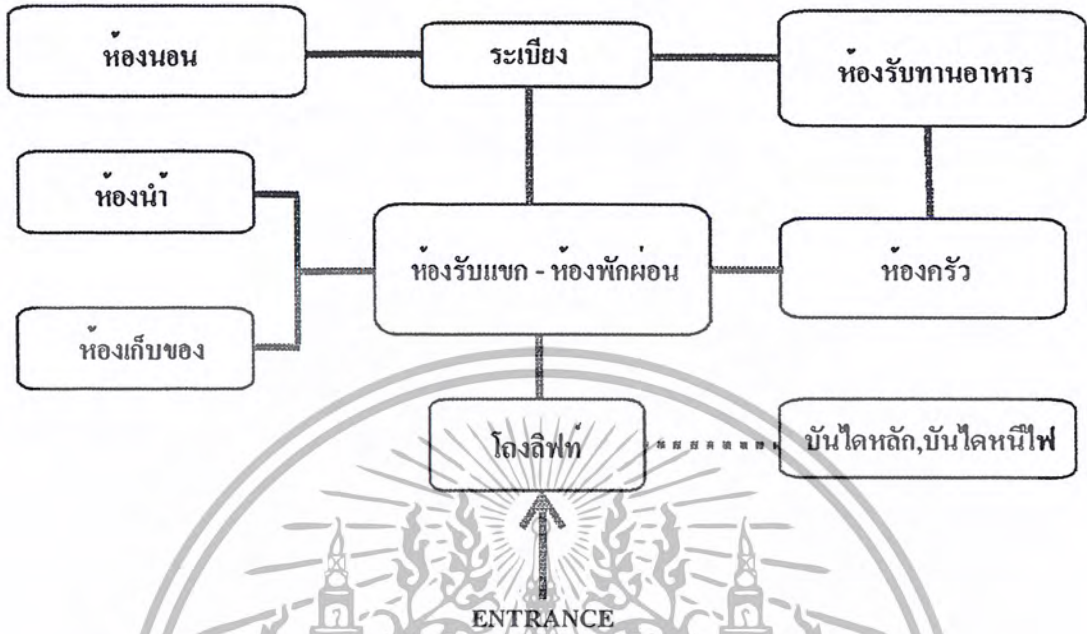 ห้องนอน
ระเบียง
ห้องรับทานอาหาร
ห้องน้ำ
ห้องรับแขก - ห้องพักผ่อน
ห้องครัว
ห้องเก็บของ
โถงลิฟท์
บันไดหลัก,บันไดหนีไฟ
ENTRANCE